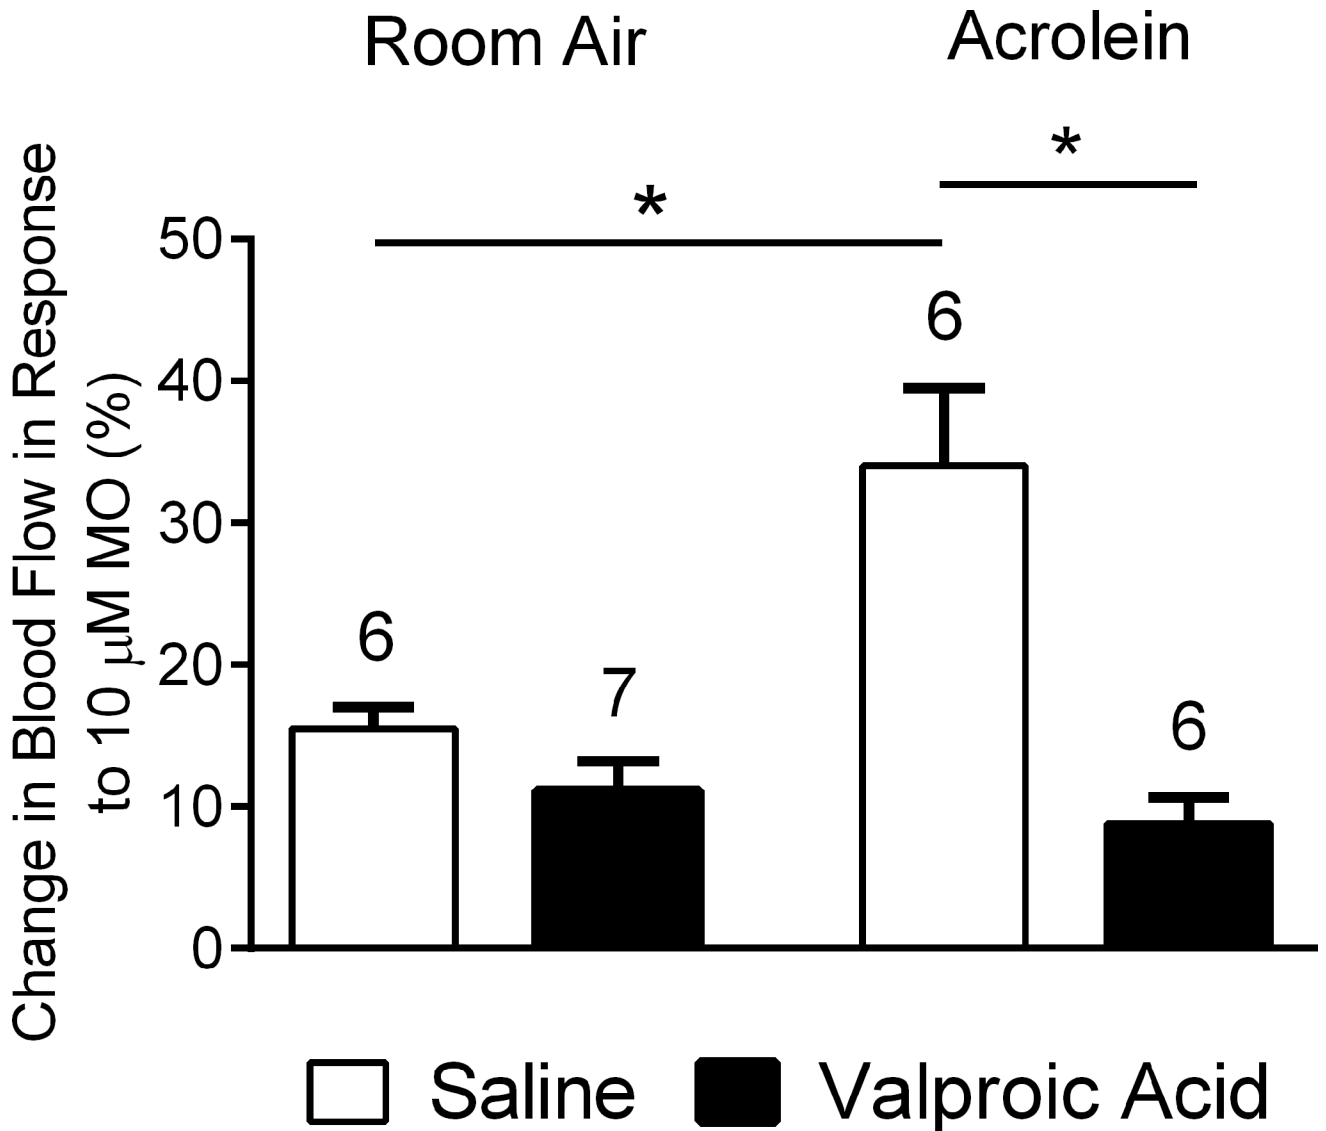 Room Air
Acrolein
Change in Blood Flow in Response
to 10 μM MO (%)
*
*
50
40
30
20
10
0
6
7
6
6
Saline
Valproic Acid